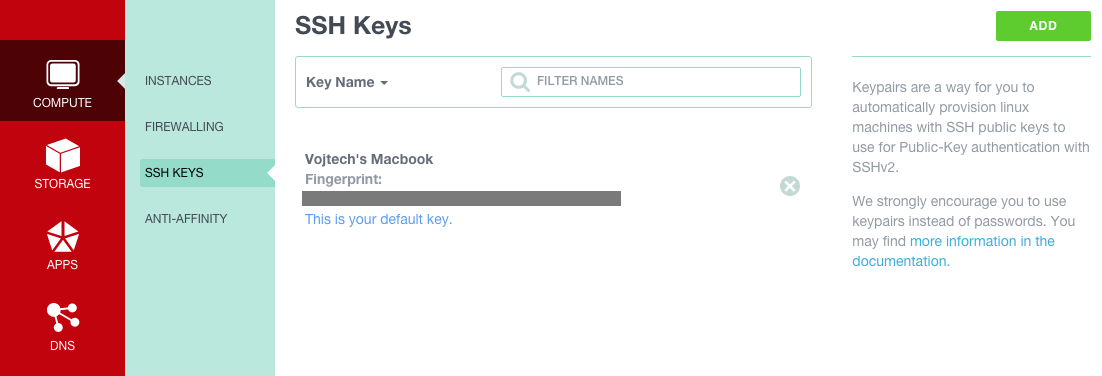 SSH Keys
ADD
COMPUTE
STORAGE
APPS
DNS
INSTANCES
FIREWALLING
SSH KEYS
ANTI-AFFINITY
Key Name
FILTER NAMES
Vojtech's Macbook
Fingerprint:
This is your default key.
Keypairs are a way for you to
automatically provision linux
machines with SSH public keys to
use for Public-Key authentication with
SSHv2.
We strongly encourage you to use
keypairs instead of passwords. You
may find more information in the
documentation.